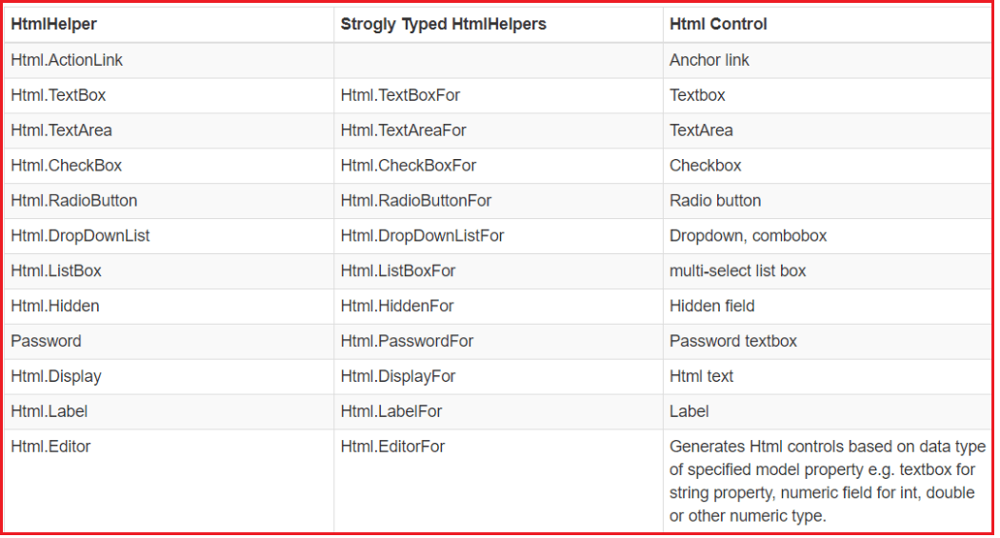 HtmlHelper Strogly Typed HtmlHelpers Html Control
Html.ActionLink Anchor link
Html.TextBox Html.TextBoxFor Textbox
Html.TextArea Html.TextAreaFor TextArea
Html.CheckBox Html.CheckBoxFor Checkbox
Html.RadioButton Html.RadioButtonFor Radio button
Html.DropDownList Html.DropDownListFor Dropdown, combobox
Html.ListBox Html.ListBoxFor multi-select list box
Html.Hidden Html.HiddenFor Hidden field
Password Html.PasswordFor Password textbox
Html.Display Html.DisplayFor Html text
Html.Label Html.LabelFor Label
Html.Editor Html.EditorFor Generates Html controls based on data type
of specified model property e.g. textbox for
string property, numeric field for int, double
or other numeric type.